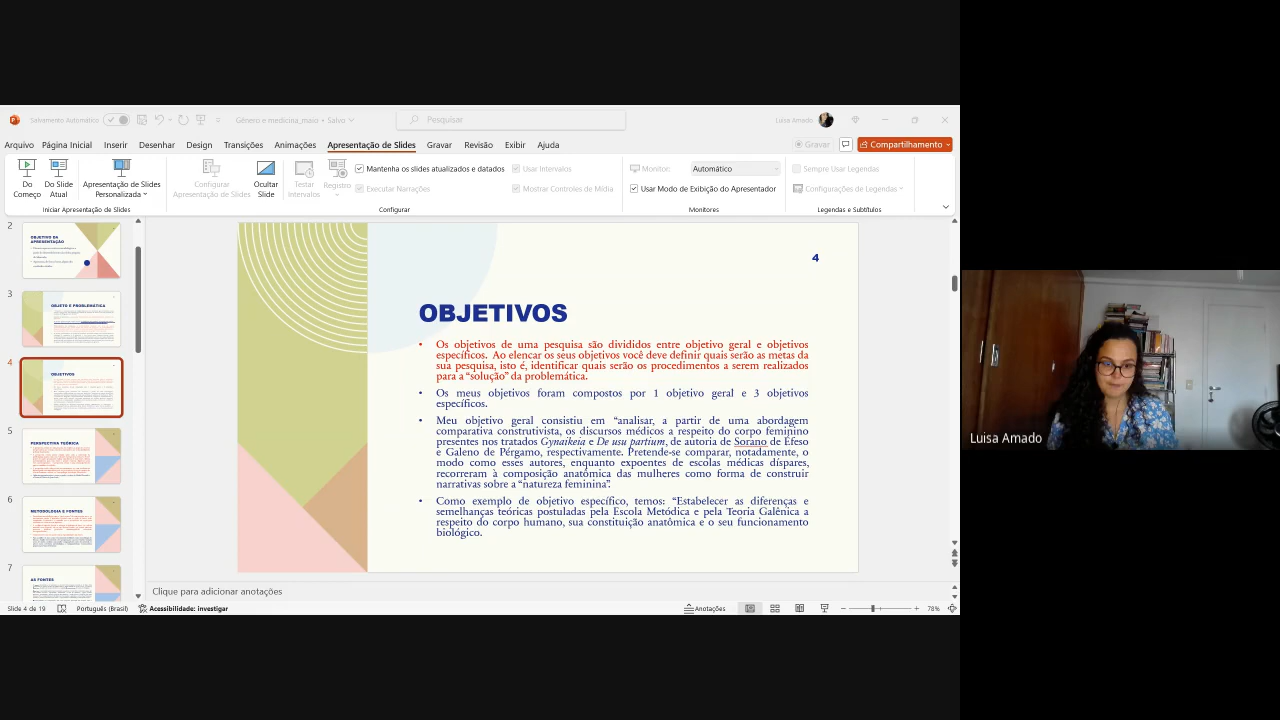 Salvamento Automático
Gênero e medicina_maio • Salvo
Pesquisar
Luisa Amado
Arquivo Página Inicial Inserir Desenhar Design Transições Animações Apresentação de Slides Gravar Revisão Exibir Ajuda
Gravar
Compartilhamento
Do Começo
Do Slide Atual
Apresentação de Slides Personalizada
Configurar Apresentação de Slides
Ocultar Slide
Testar Intervalos
Registro
Mantenha os slides atualizados e datados
Executar Narrações
Usar Intervalos
Mostrar Controles de Mídia
Monitor:
Automático
Usar Modo de Exibição do Apresentador
Sempre Usar Legendas
Configurações de Legendas
Iniciar Apresentação de Slides
Configurar
Monitores
Legendas e Subtítulos
2
OBJETIVO DA
APRESENTAÇÃO
3
OBJETO E PROBLEMÁTICA
4
OBJETIVOS
5
PERSPECTIVA TEÓRICA
6
METODOLOGIA E FONTES
7
AS FONTES
4
OBJETIVOS
• Os objetivos de uma pesquisa são divididos entre objetivo geral e objetivos
específicos. Ao elencar os seus objetivos você deve definir quais serão as metas da
sua pesquisa, isto é, identificar quais serão os procedimentos a serem realizados
para a “solução” da problemática.
• Os meus objetivos foram compostos por 1 objetivo geral e 3 objetivos
específicos.
• Meu objetivo geral consistiu em “analisar, a partir de uma abordagem
comparativa construtivista, os discursos médicos a respeito do corpo feminino
presentes nos tratados Gynaikeia e De usu partium, de autoria de Sorano de Éfeso
e Galeno de Pérgamo, respectivamente. Pretende-se comparar, notadamente, o
modo como estes autores, enquanto expoentes de escolas médicas díspares,
recorreram à composição anatômica das mulheres como forma de construir
narrativas sobre a “natureza feminina”.
• Como exemplo de objetivo específico, temos: “Estabelecer as diferenças e
semelhanças teóricas postuladas pela Escola Metódica e pela Teoria Galênica a
respeito do corpo humano, sua constituição anatômica e o seu funcionamento
biológico.”
Clique para adicionar anotações
Slide 4 de 19
Português (Brasil)
Acessibilidade: investigar
Anotações
78%
Luisa Amado